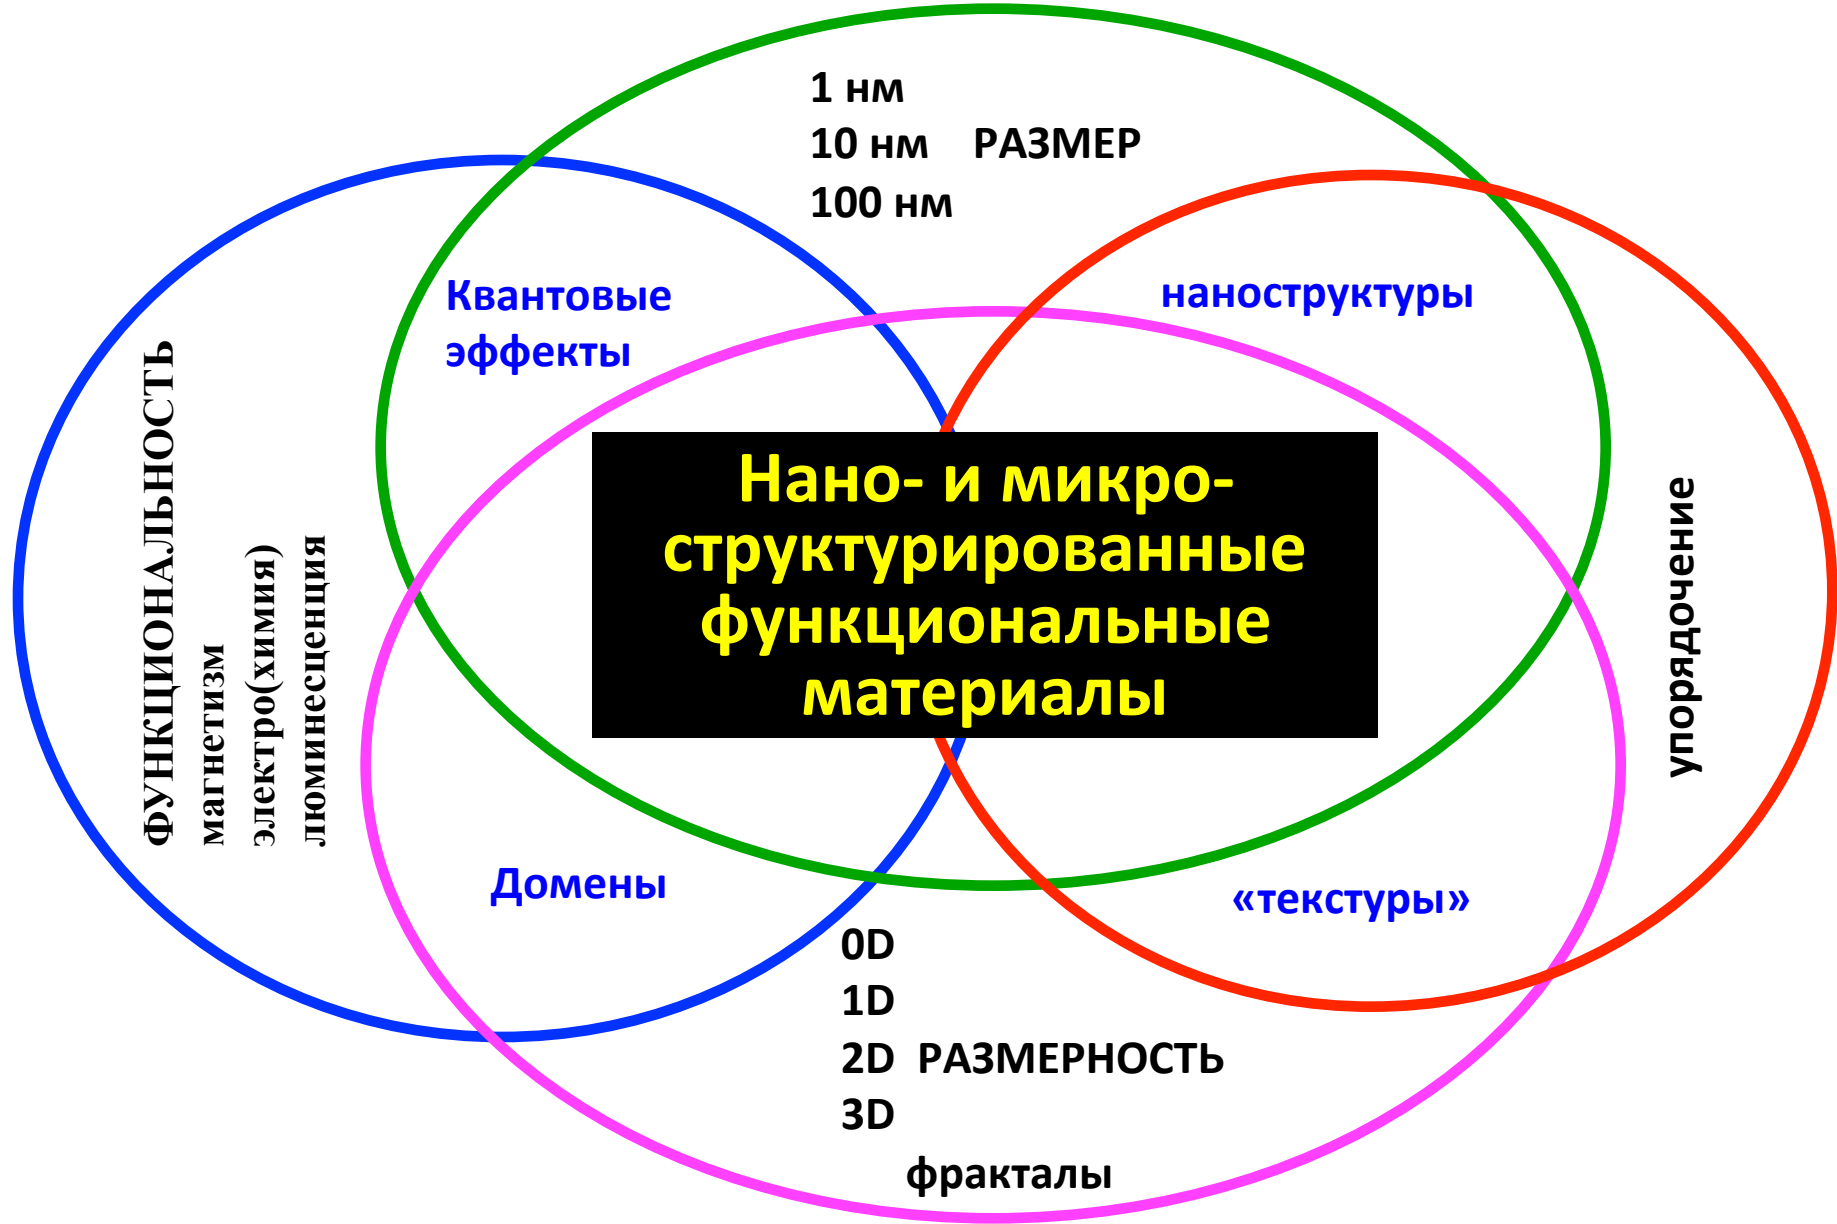 1 нм
10 нм РАЗМЕР
100 нм
Квантовые
эффекты
наноструктуры
ФУНКЦИОНАЛЬНОСТЬ
магнетизм
электро(химия)
люминесценция
Нано- и микро-
структурированные
функциональные
материалы
упорядочение
Домены
«текстуры»
0D
1D
2D РАЗМЕРНОСТЬ
3D
фракталы